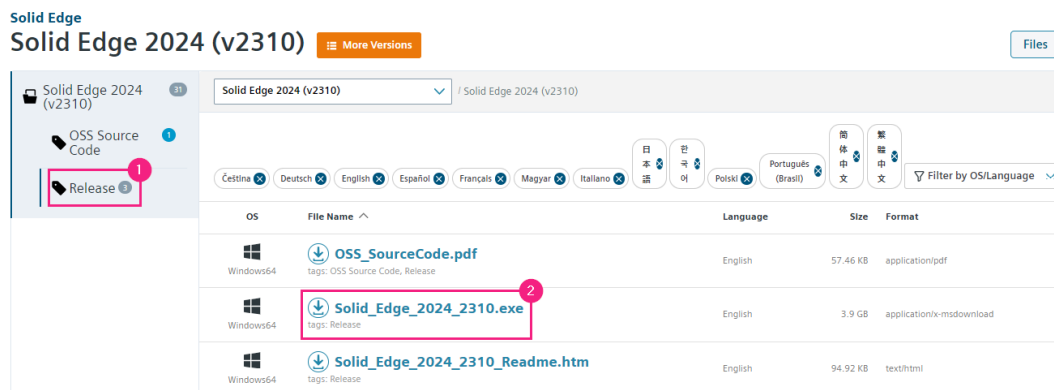 Solid Edge
Solid Edge 2024 (v2310)
More Versions
Files
Solid Edge 2024
(v2310)
31
OSS Source
Code
1
1
Release
3
Solid Edge 2024 (v2310)
/ Solid Edge 2024 (v2310)
Čeština
Deutsch
English
Español
Français
Magyar
Italiano
日本語
한국어
Polski
Português
(Brasil)
简体中文
繁體中文
Filter by OS/Language
OS
File Name
Language
Size
Format
Windows64
OSS_SourceCode.pdf
tags: OSS Source Code, Release
English
57.46 KB
application/pdf
2
Windows64
Solid_Edge_2024_2310.exe
tags: Release
English
3.9 GB
application/x-msdownload
Windows64
Solid_Edge_2024_2310_Readme.htm
tags: Release
English
94.92 KB
text/html